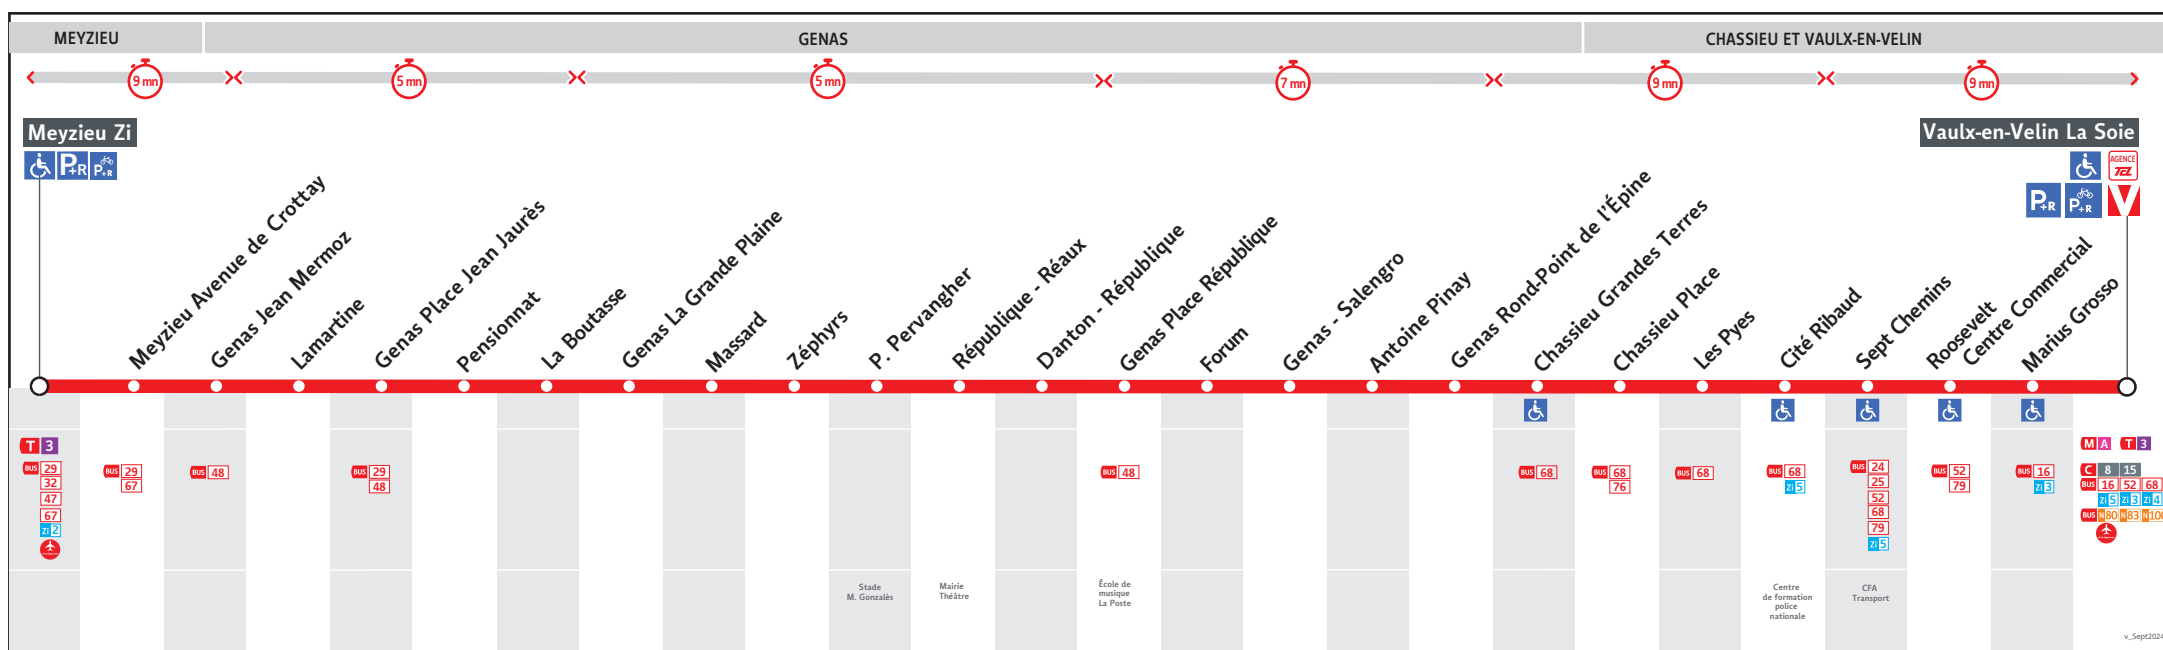 MEYZIEU
GENAS
CHASSIEU ET VAULX-EN-VELIN
9 mn
5 mn
5 mn
7 mn
9 mn
9 mn
Meyzieu Zi
P+R
P+R
Vaulx-en-Velin La Soie
AGENCE
TCL
P+R
P+R
V
Meyzieu Avenue de Crottay
Genas Jean Mermoz
Lamartine
Genas Place Jean Jaurès
Pensionnat
La Boutasse
Genas La Grande Plaine
Massard
Zéphyrs
P. Pervangher
République - Réaux
Danton - République
Genas Place République
Forum
Genas - Salengro
Antoine Pinay
Genas Rond-Point de l'Épine
Chassieu Grandes Terres
Chassieu Place
Les Pyes
Cité Ribaud
Sept Chemins
Roosevelt
Centre Commercial
Marius Grosso
T 3
BUS 29
32
47
67
Zi 2
BUS 29
67
BUS 48
BUS 29
48
BUS 48
BUS 68
BUS 68
76
BUS 68
BUS 68
Zi 5
BUS 24
25
52
68
79
Zi 5
BUS 52
79
BUS 16
Zi 3
M A T 3
C 8 15
BUS 16 52 68
Zi 5 Zi 3 Zi 4
BUS N80 N83 N100
Stade
M. Gonzalès
Mairie
Théâtre
École de
musique
La Poste
Centre
de formation
police
nationale
CFA
Transport
v_Sept2024